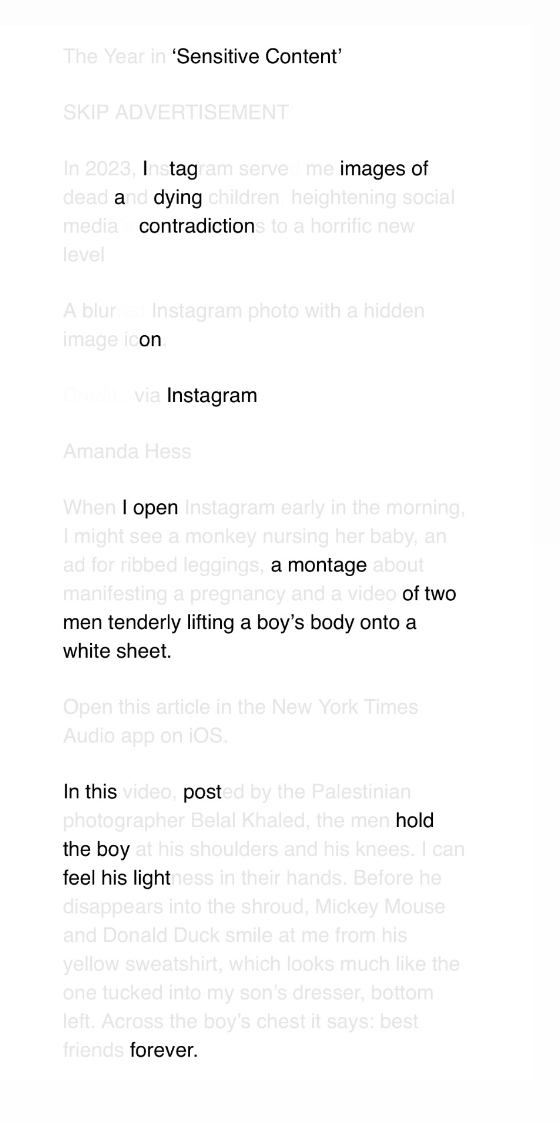 The Year in ‘Sensitive Content’
SKIP ADVERTISEMENT
In 2023, Instagram serve me images of
dead and dying children heightening social
media contradictions to a horrific new
level
A blur Instagram photo with a hidden
image icon.
via Instagram
Amanda Hess
When I open Instagram early in the morning,
I might see a monkey nursing her baby, an
ad for ribbed leggings, a montage about
manifesting a pregnancy and a video of two
men tenderly lifting a boy’s body onto a
white sheet.
Open this article in the New York Times
Audio app on iOS.
In this video, posted by the Palestinian
photographer Belal Khaled, the men hold
the boy at his shoulders and his knees. I can
feel his lightness in their hands. Before he
disappears into the shroud, Mickey Mouse
and Donald Duck smile at me from his
yellow sweatshirt, which looks much like the
one tucked into my son’s dresser, bottom
left. Across the boy’s chest it says: best
friends forever.